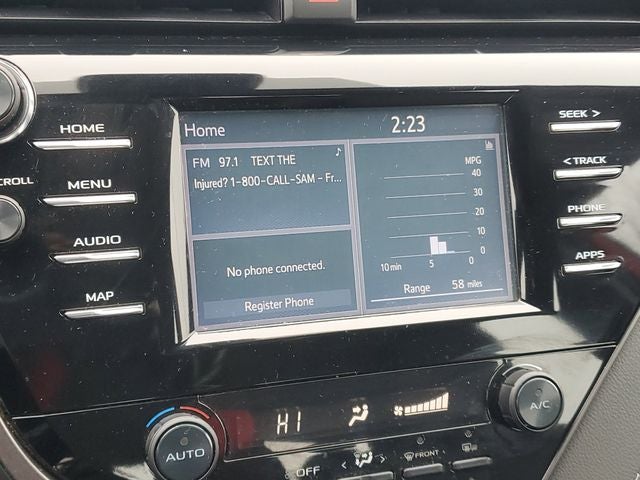 HOME
MENU
SCROLL
AUDIO
MAP
Home 2:23
FM 97.1 TEXT THE
Injured? 1-800-CALL-SAM - Fr...
No phone connected.
Register Phone
MPG
40
30
20
10
0
10 min 5 0
Range 58 miles
SEEK >
< TRACK
PHONE
APPS
AUTO
HI
A/C
OFF
< >
FRONT